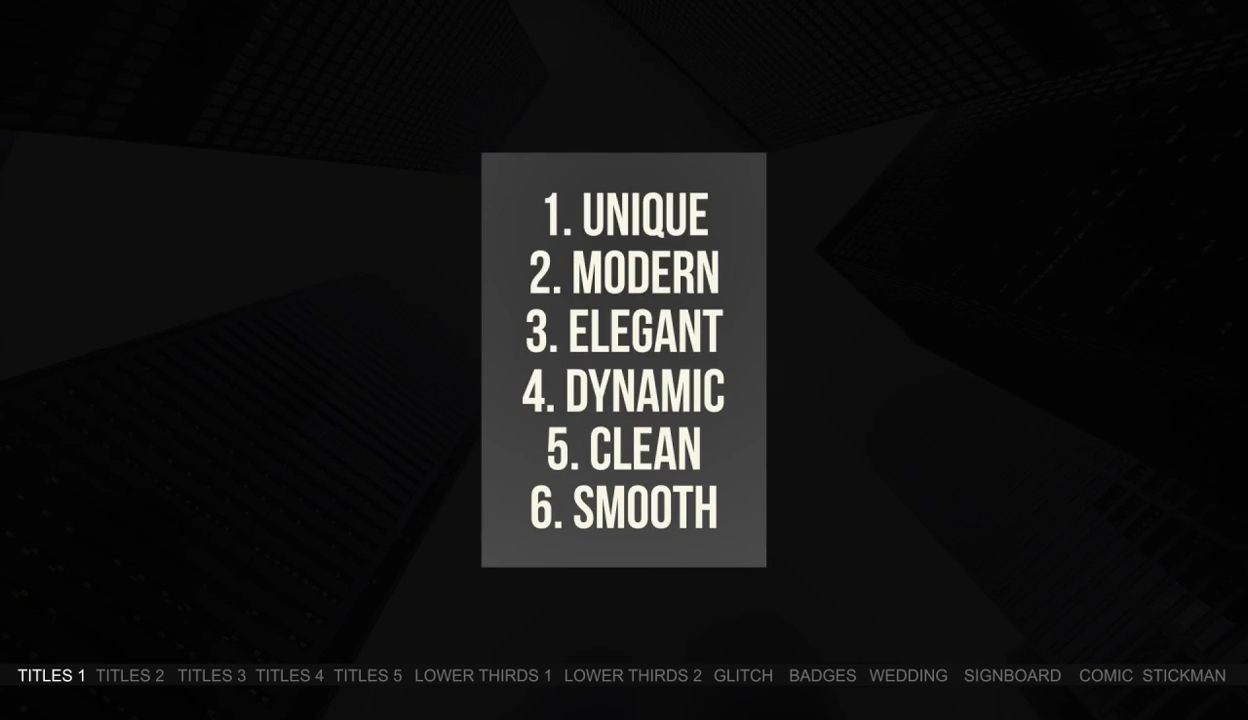 1. UNIQUE
2. MODERN
3. ELEGANT
4. DYNAMIC
5. CLEAN
6. SMOOTH
TITLES 1 TITLES 2 TITLES 3 TITLES 4 TITLES 5 LOWER THIRDS 1 LOWER THIRDS 2 GLITCH BADGES WEDDING SIGNBOARD COMIC STICKMAN